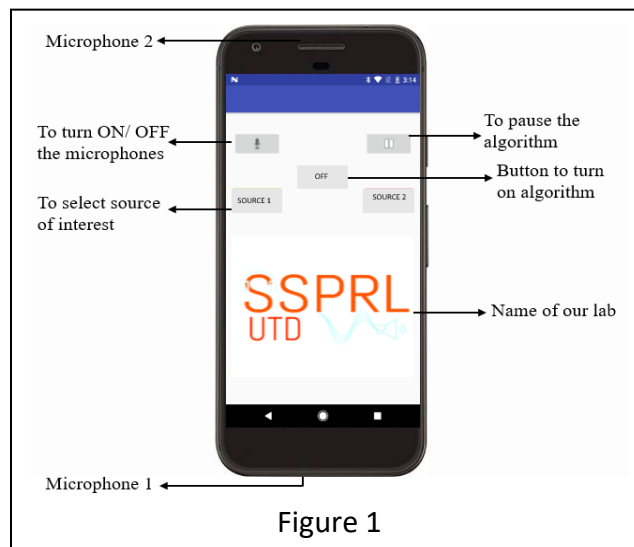 Microphone 2
3:14
To turn ON/ OFF
the microphones
To pause the
algorithm
OFF
Button to turn
on algorithm
To select source
of interest
SOURCE 1
SOURCE 2
SSPRL
UTD
Name of our lab
Microphone 1
Figure 1